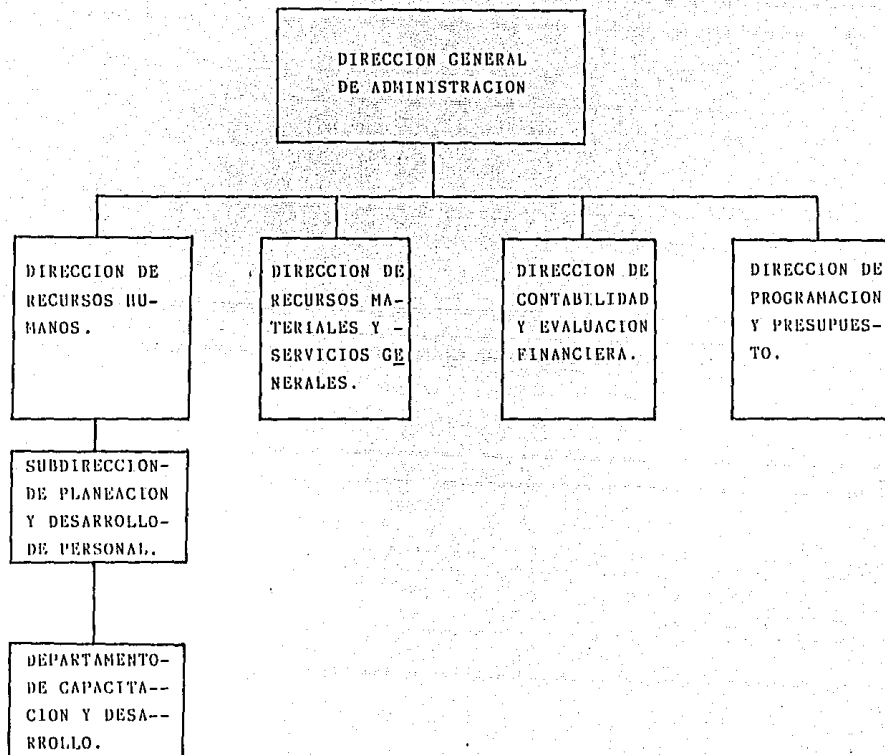 DIRECCION GENERAL
DE ADMINISTRACION
DIRECCION DE
RECURSOS HU-
MANOS.
DIRECCION DE
RECURSOS MA-
TERIALES Y -
SERVICIOS GE
NERALES.
DIRECCION DE
CONTABILIDAD
Y EVALUACION
FINANCIERA.
DIRECCION DE
PROGRAMACION
Y PRESUPUES-
TO.
SUBDIRECCION-
DE PLANEACION
Y DESARROLLO-
DE PERSONAL.
DEPARTAMENTO-
DE CAPACITA--
CION Y DESA--
RROLLO.